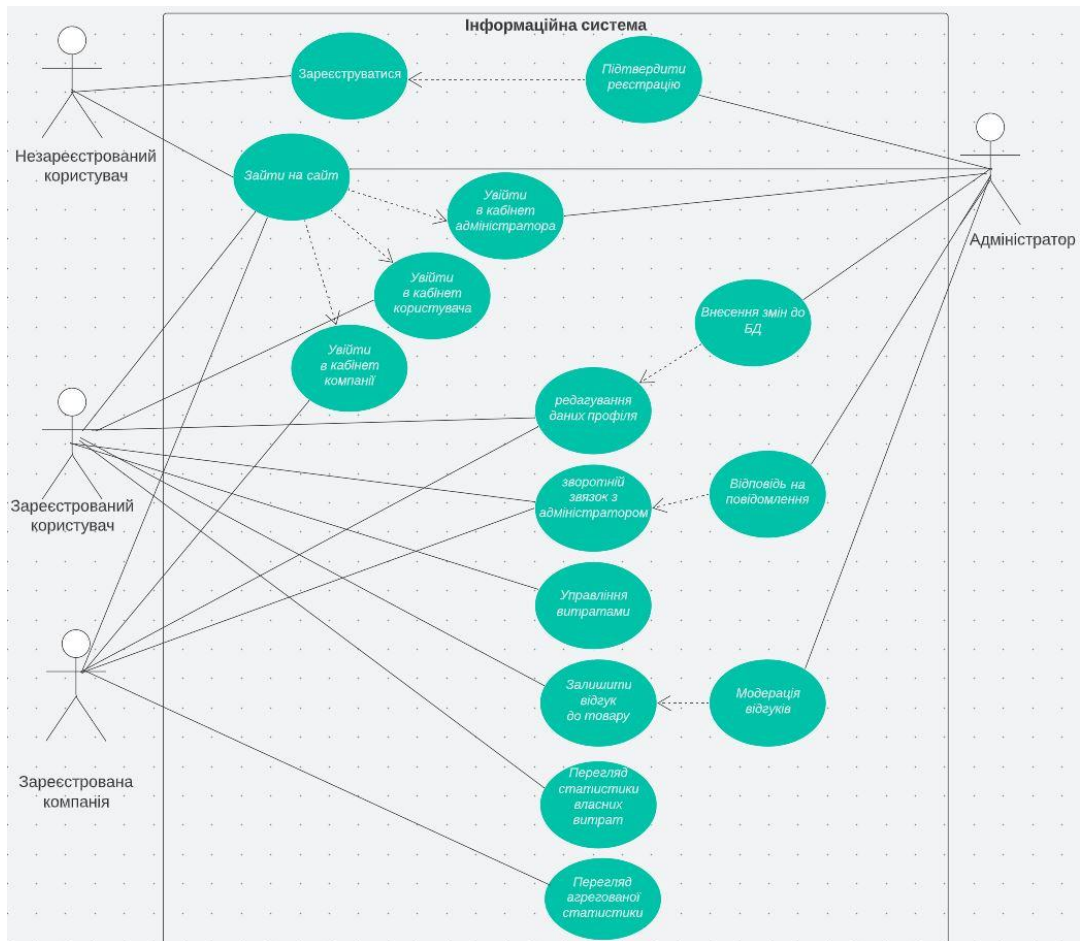 Інформаційна система
Зареєструватися
Підтвердити
реєстрацію
Незареєстрований
користувач
Зайти на сайт
Увійти
в кабінет
адміністратора
Адміністратор
Увійти
в кабінет
користувача
Внесення змін до
БД
Увійти
в кабінет
компанії
редагування
даних профіля
Зареєстрований
користувач
зворотній
звязок з
адміністратором
Відповідь на
повідомлення
Управління
витратами
Залишити
відгук
до товару
Модерація
відгуків
Зареєстрована
компанія
Перегляд
статистики
власних
витрат
Перегляд
агрегованої
статистики